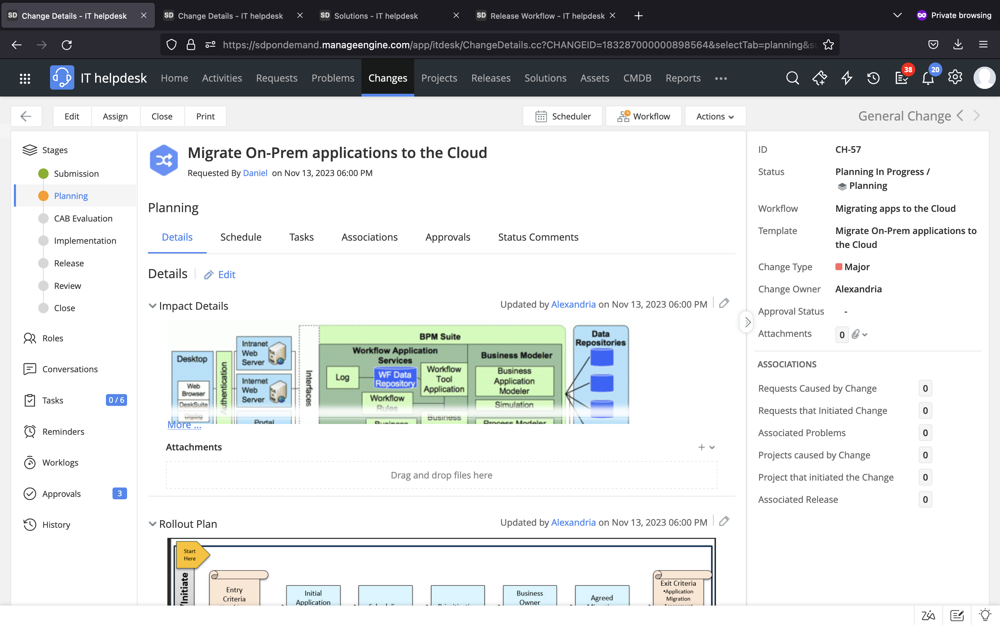 SD Change Details - IT helpdesk
SD Change Details - IT helpdesk
SD Solutions - IT helpdesk
SD Release Workflow - IT helpdesk
Private browsing
https://sdpondemand.manageengine.com/app/itdesk/ChangeDetails.cc?CHANGEID=183287000000898564&selectTab=planning&
IT helpdesk
Home
Activities
Requests
Problems
Changes
Projects
Releases
Solutions
Assets
CMDB
Reports
38
20
Edit
Assign
Close
Print
Scheduler
Workflow
Actions
General Change
Stages
Submission
Planning
CAB Evaluation
Implementation
Release
Review
Close
Roles
Conversations
Tasks 0 / 6
Reminders
Worklogs
Approvals 3
History
Migrate On-Prem applications to the Cloud
Requested By Daniel on Nov 13, 2023 06:00 PM
Planning
Details
Schedule
Tasks
Associations
Approvals
Status Comments
Details
Edit
Impact Details
Updated by Alexandria on Nov 13, 2023 06:00 PM
Desktop
Web
Browser
DeskSuite
DigSig
Authentication
Intranet
Web
Server
Internet
Web
Server
Portal
Interfaces
BPM Suite
Workflow Application
Services
Log
WF Data
Repository
Workflow
Tool
Application
Workflow
Rules
Business
Business
Business Modeler
Business
Application
Modeler
Simulation
Process Modeler
Data
Repositories
More ...
Attachments
Drag and drop files here
Rollout Plan
Updated by Alexandria on Nov 13, 2023 06:00 PM
Start
Here
/Initiate
Entry
Criteria
Initial
Application
Business
Owner
Agreed
Exit Criteria
•Application
Migration
ID CH-57
Status Planning In Progress /
Planning
Workflow Migrating apps to the Cloud
Template Migrate On-Prem applications to
the Cloud
Change Type Major
Change Owner Alexandria
Approval Status -
Attachments 0
ASSOCIATIONS
Requests Caused by Change 0
Requests that Initiated Change 0
Associated Problems 0
Projects caused by Change 0
Project that initiated the Change 0
Associated Release 0